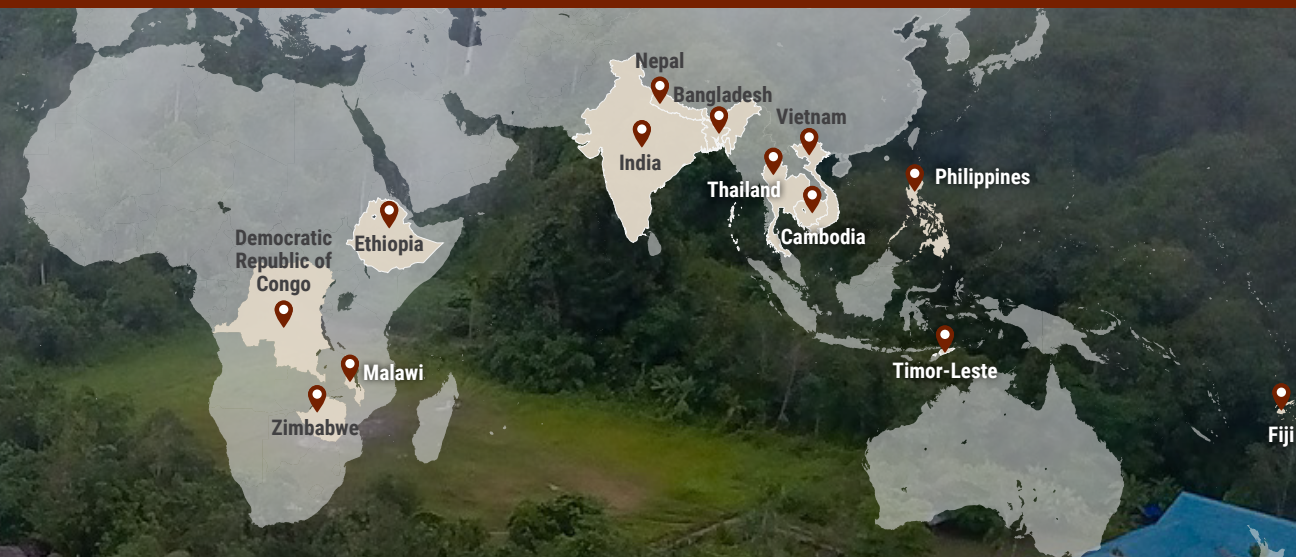 Nepal
Bangladesh
Vietnam
India
Thailand
Philippines
Cambodia
Ethiopia
Democratic
Republic of
Congo
Malawi
Zimbabwe
Timor-Leste
Fiji